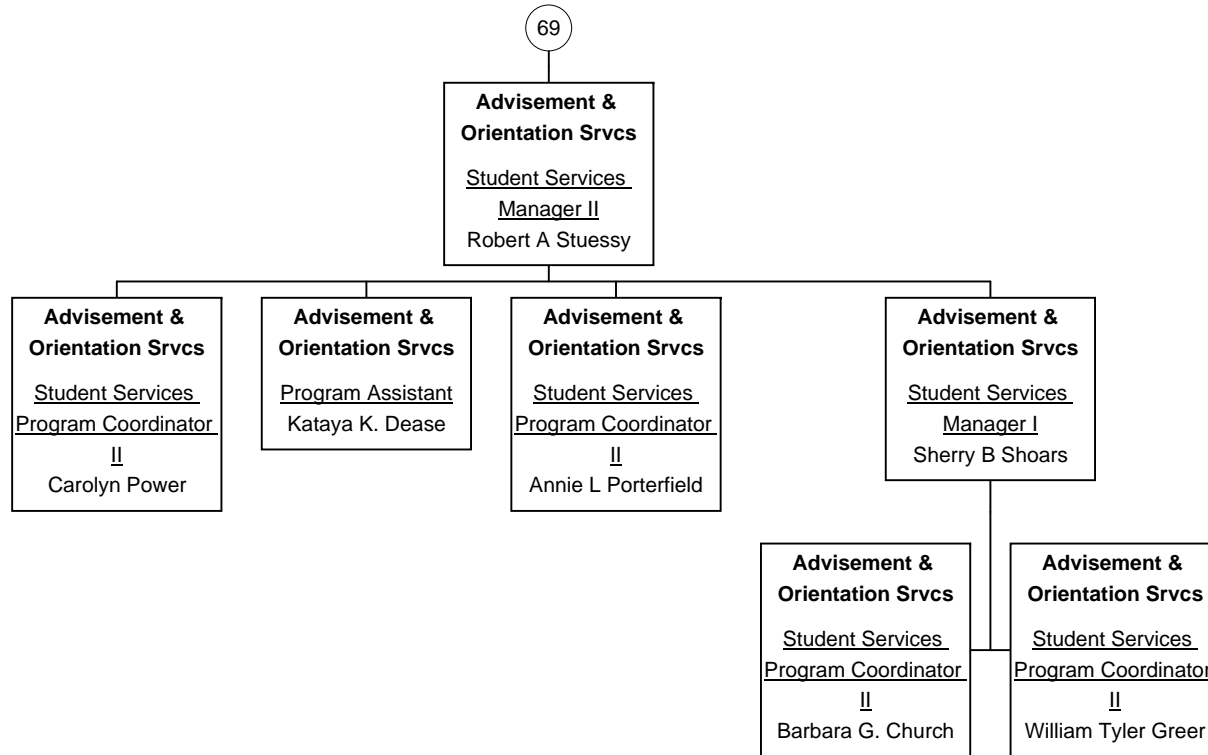 69
Advisement &
Orientation Srvcs
Student Services
Manager II
Robert A Stuessy
Advisement &
Orientation Srvcs
Student Services
Program Coordinator
II
Carolyn Power
Advisement &
Orientation Srvcs
Program Assistant
Kataya K. Dease
Advisement &
Orientation Srvcs
Student Services
Program Coordinator
II
Annie L Porterfield
Advisement &
Orientation Srvcs
Student Services
Manager I
Sherry B Shoars
Advisement &
Orientation Srvcs
Student Services
Program Coordinator
II
Barbara G. Church
Advisement &
Orientation Srvcs
Student Services
Program Coordinator
II
William Tyler Greer